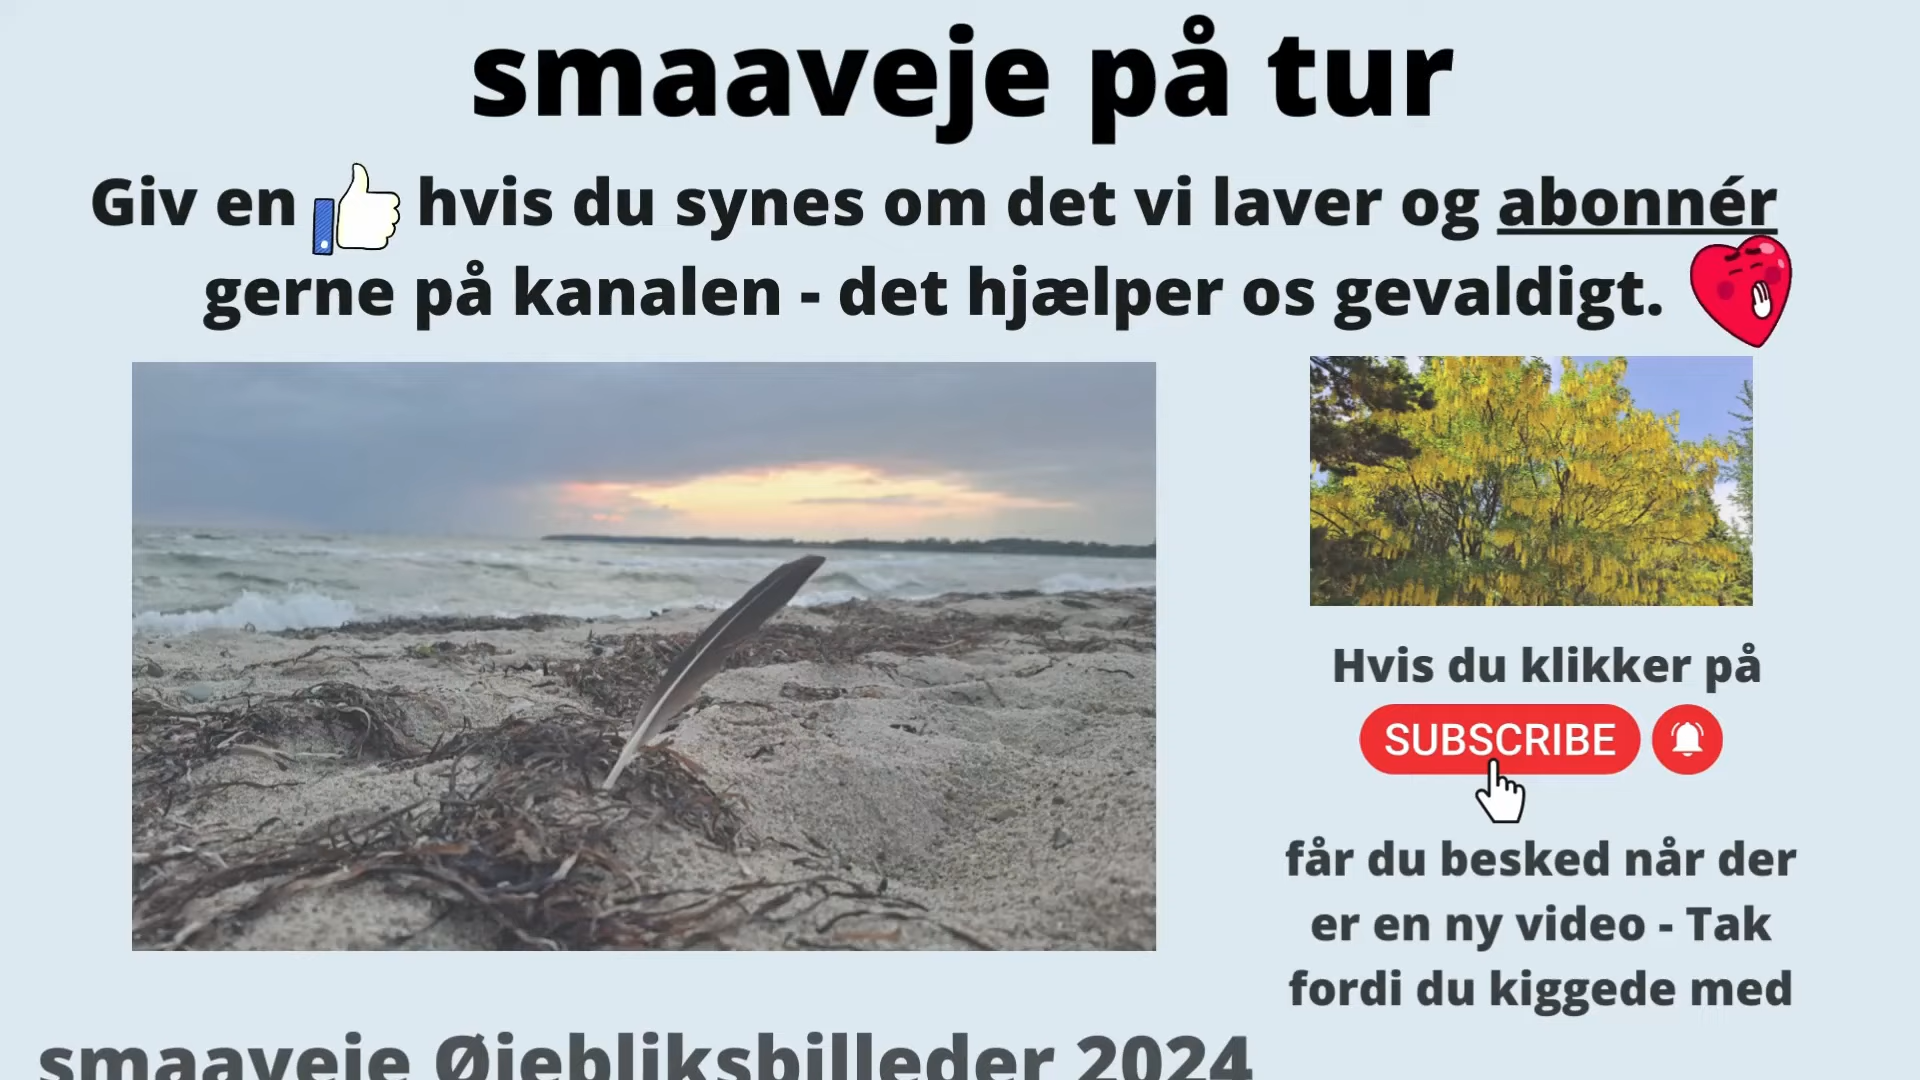 smaaveje på tur
Giv en hvis du synes om det vi laver og abonnér
gerne på kanalen - det hjælper os gevaldigt.
Hvis du klikker på
SUBSCRIBE
får du besked når der
er en ny video - Tak
fordi du kiggede med
smaaveje Øjebliksbilleder 2024